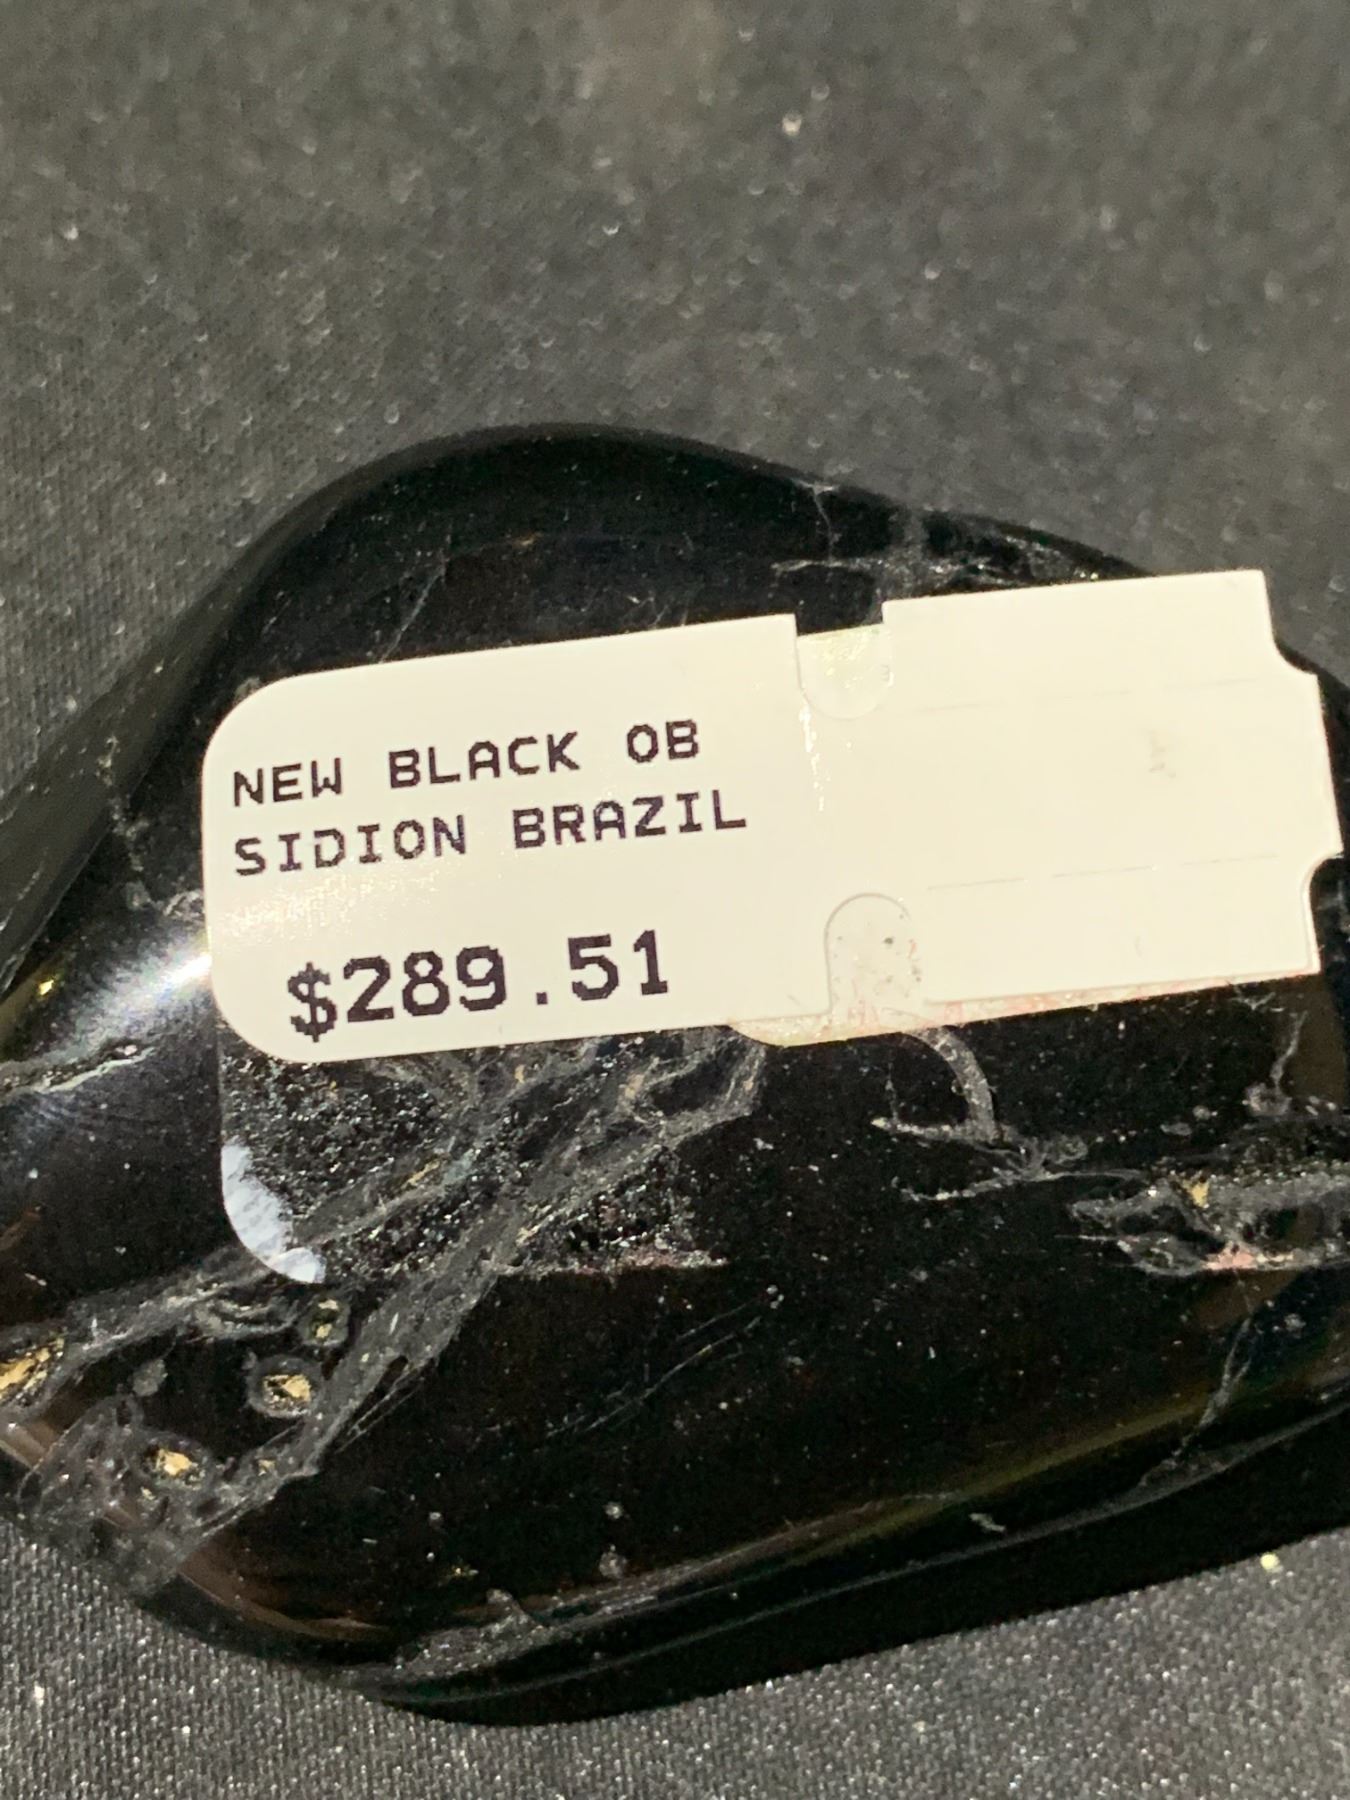 NEW BLACK OB
SIDION BRAZIL
$289.51